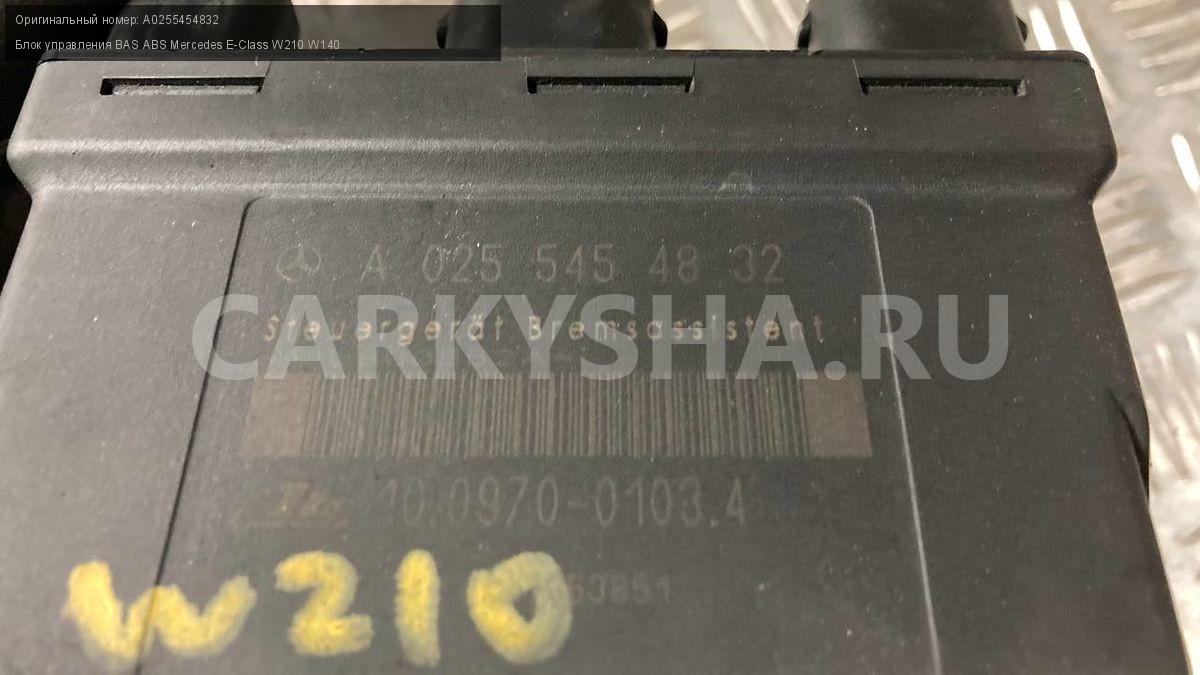 Оригинальный номер: A0255454832
Блок управления BAS ABS Mercedes E-Class W210 W140
A 025 545 48 32
CARKYSHA.RU
Steuergerät Bremsassistent
10.0970-0103.4
W210